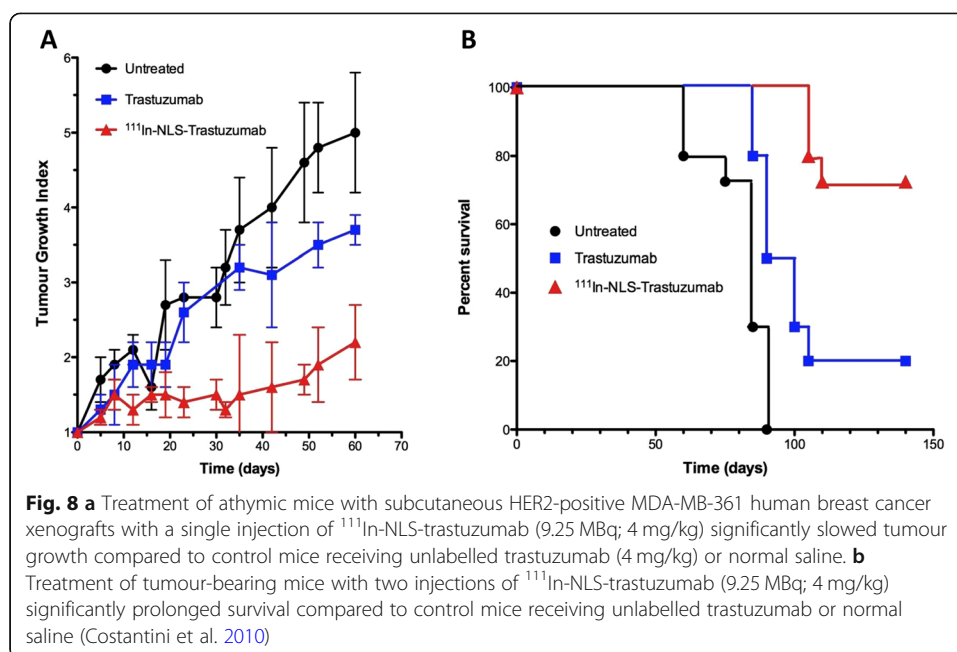 A
Tumour Growth Index
6
5
4
3
2
1
0 10 20 30 40 50 60 70
Time (days)
Untreated
Trastuzumab
¹¹¹In-NLS-Trastuzumab
B
Percent survival
100
80
60
40
20
0
0 50 100 150
Time (days)
Untreated
Trastuzumab
¹¹¹In-NLS-Trastuzumab
Fig. 8 a Treatment of athymic mice with subcutaneous HER2-positive MDA-MB-361 human breast cancer
xenografts with a single injection of ¹¹¹In-NLS-trastuzumab (9.25 MBq; 4 mg/kg) significantly slowed tumour
growth compared to control mice receiving unlabelled trastuzumab (4 mg/kg) or normal saline. b
Treatment of tumour-bearing mice with two injections of ¹¹¹In-NLS-trastuzumab (9.25 MBq; 4 mg/kg)
significantly prolonged survival compared to control mice receiving unlabelled trastuzumab or normal
saline (Costantini et al. 2010)